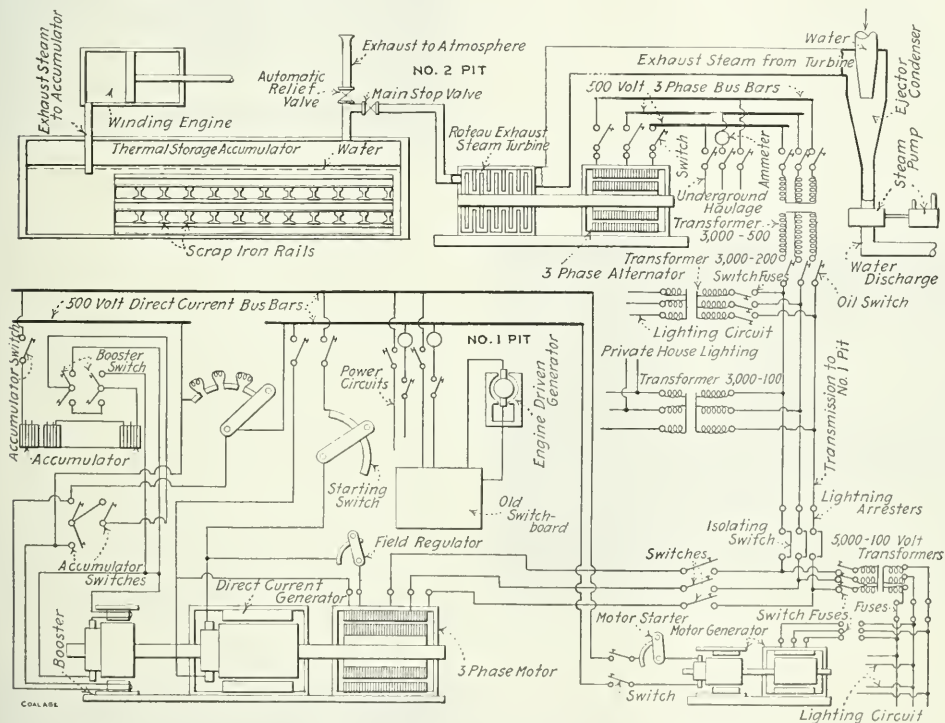 Exhaust Steam
to Accumulator
Winding Engine
Exhaust to Atmosphere
Automatic
Relief
Valve
NO. 2 PIT
Main Stop Valve
Water
Exhaust Steam from Turbine
Ejector
Condenser
500 Volt 3 Phase Bus Bars
Thermal Storage Accumulator
Water
Roteau Exhaust
Steam Turbine
Switch
Ammeter
Steam
Pump
Underground
Haulage
Transformer
3,000-500
Scrap Iron Rails
3 Phase Alternator
Transformer 3,000-200
Switch Fuses
Water
Discharge
Oil Switch
Lighting Circuit
500 Volt Direct Current Bus Bars
NO. 1 PIT
Private House Lighting
Transformer 3,000-100
Transmission to
No. 1 Pit
Accumulator Switch
Booster
Switch
Power
Circuits
Engine Driven
Generator
Accumulator
Starting
Switch
Old Switch-
board
Lightning
Arresters
Isolating
Switch
5,000-100 Volt
Transformers
Accumulator
Switches
Field Regulator
Switches
Direct Current
Generator
Motor Starter
Motor Generator
Switch Fuses
Fuses
Booster
3 Phase Motor
Switch
Lighting Circuit
COAL AGE